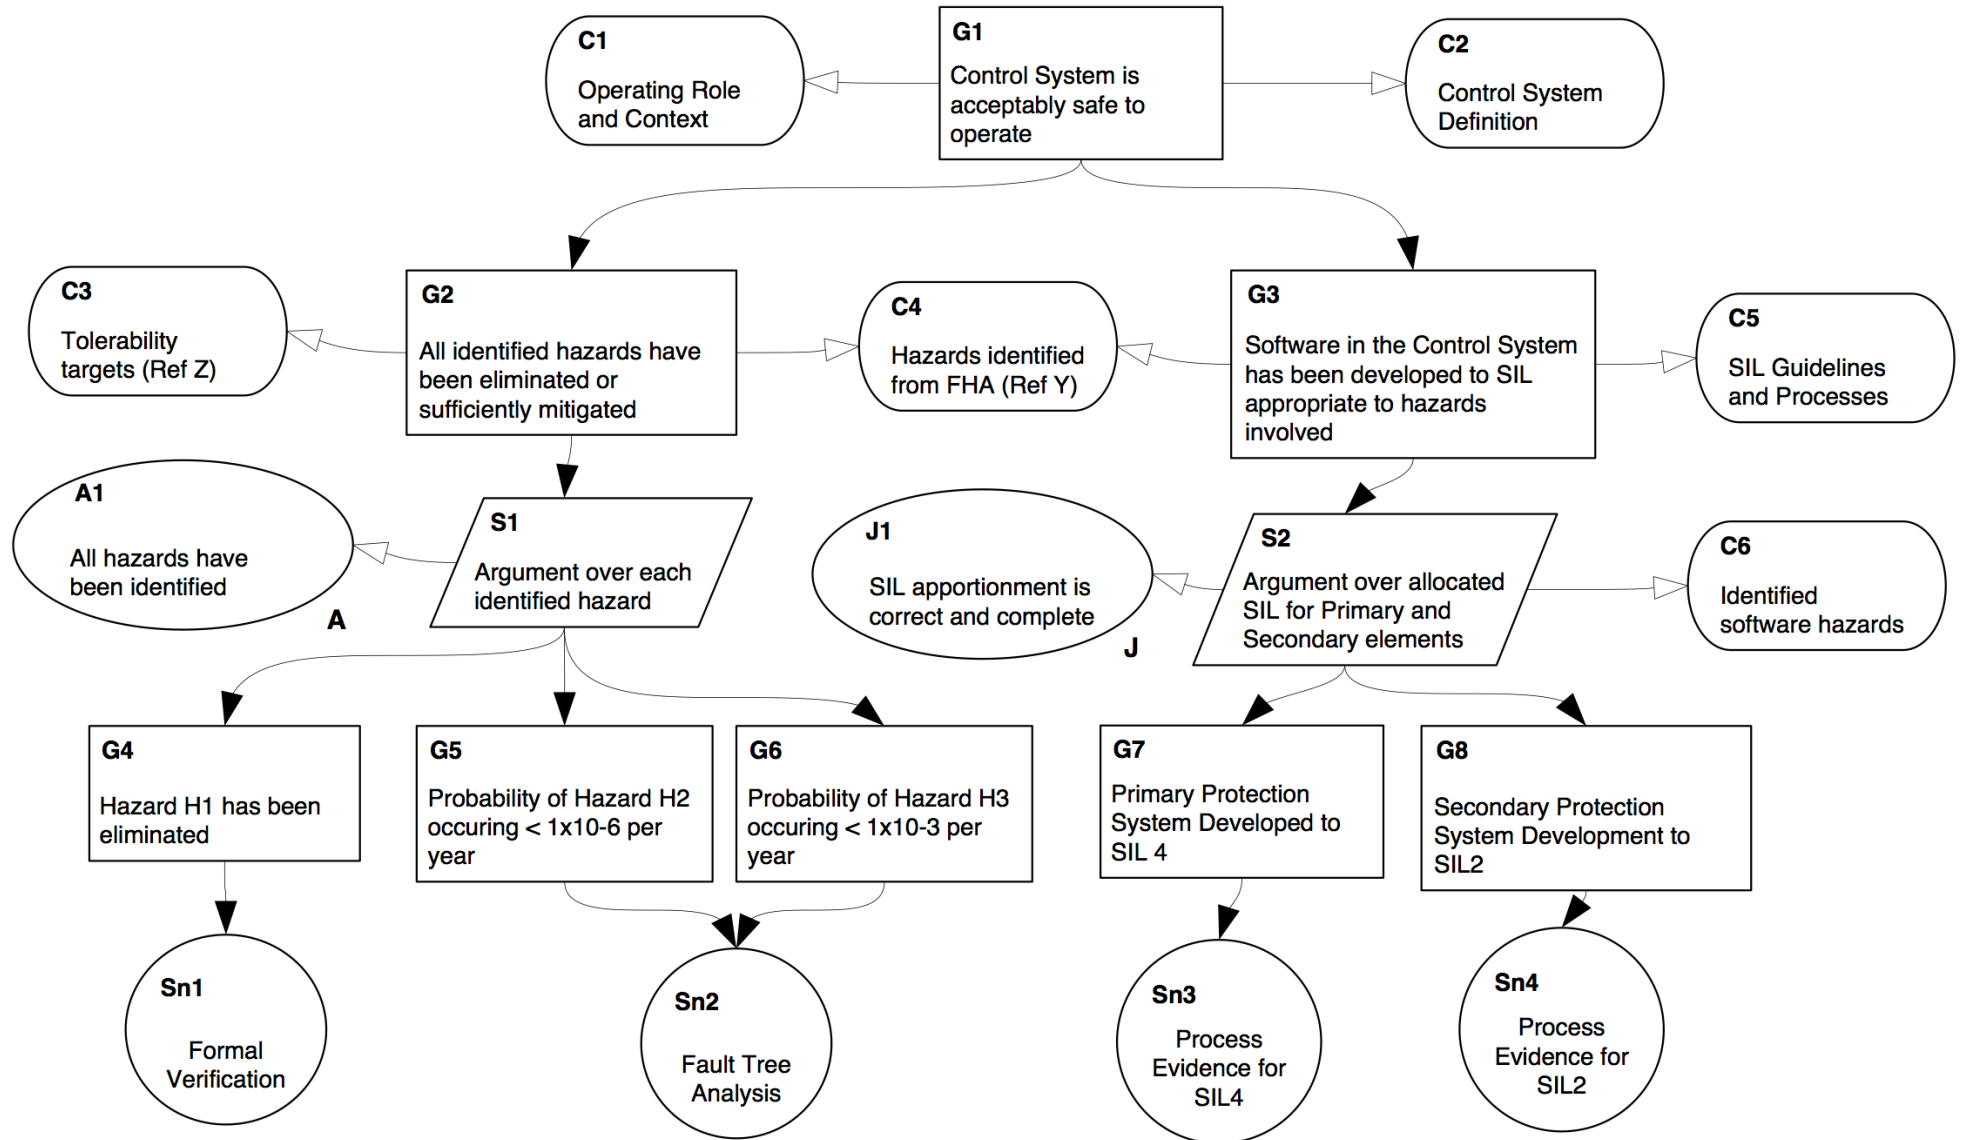 C1
Operating Role
and Context
G1
Control System is
acceptably safe to
operate
C2
Control System
Definition
C3
Tolerability
targets (Ref Z)
G2
All identified hazards have
been eliminated or
sufficiently mitigated
C4
Hazards identified
from FHA (Ref Y)
G3
Software in the Control System
has been developed to SIL
appropriate to hazards
involved
C5
SIL Guidelines
and Processes
A1
All hazards have
been identified
A
S1
Argument over each
identified hazard
J1
SIL apportionment is
correct and complete
J
S2
Argument over allocated
SIL for Primary and
Secondary elements
C6
Identified
software hazards
G4
Hazard H1 has been
eliminated
G5
Probability of Hazard H2
occuring < 1x10-6 per
year
G6
Probability of Hazard H3
occuring < 1x10-3 per
year
G7
Primary Protection
System Developed to
SIL 4
G8
Secondary Protection
System Development to
SIL2
Sn1
Formal
Verification
Sn2
Fault Tree
Analysis
Sn3
Process
Evidence for
SIL4
Sn4
Process
Evidence for
SIL2